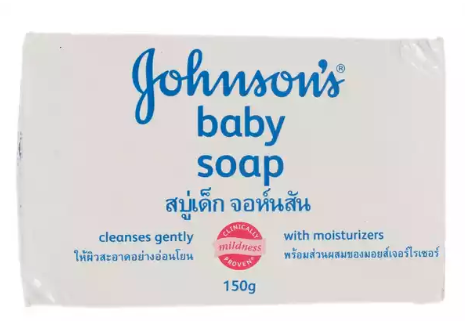 Johnson's®
baby
soap
สบู่เด็ก จอห์นสัน
cleanses gently
ให้ผิวสะอาดอย่างอ่อนโยน
CLINICALLY
mildness
PROVEN
with moisturizers
พร้อมส่วนผสมของมอยส์เจอร์ไรเซอร์
150g